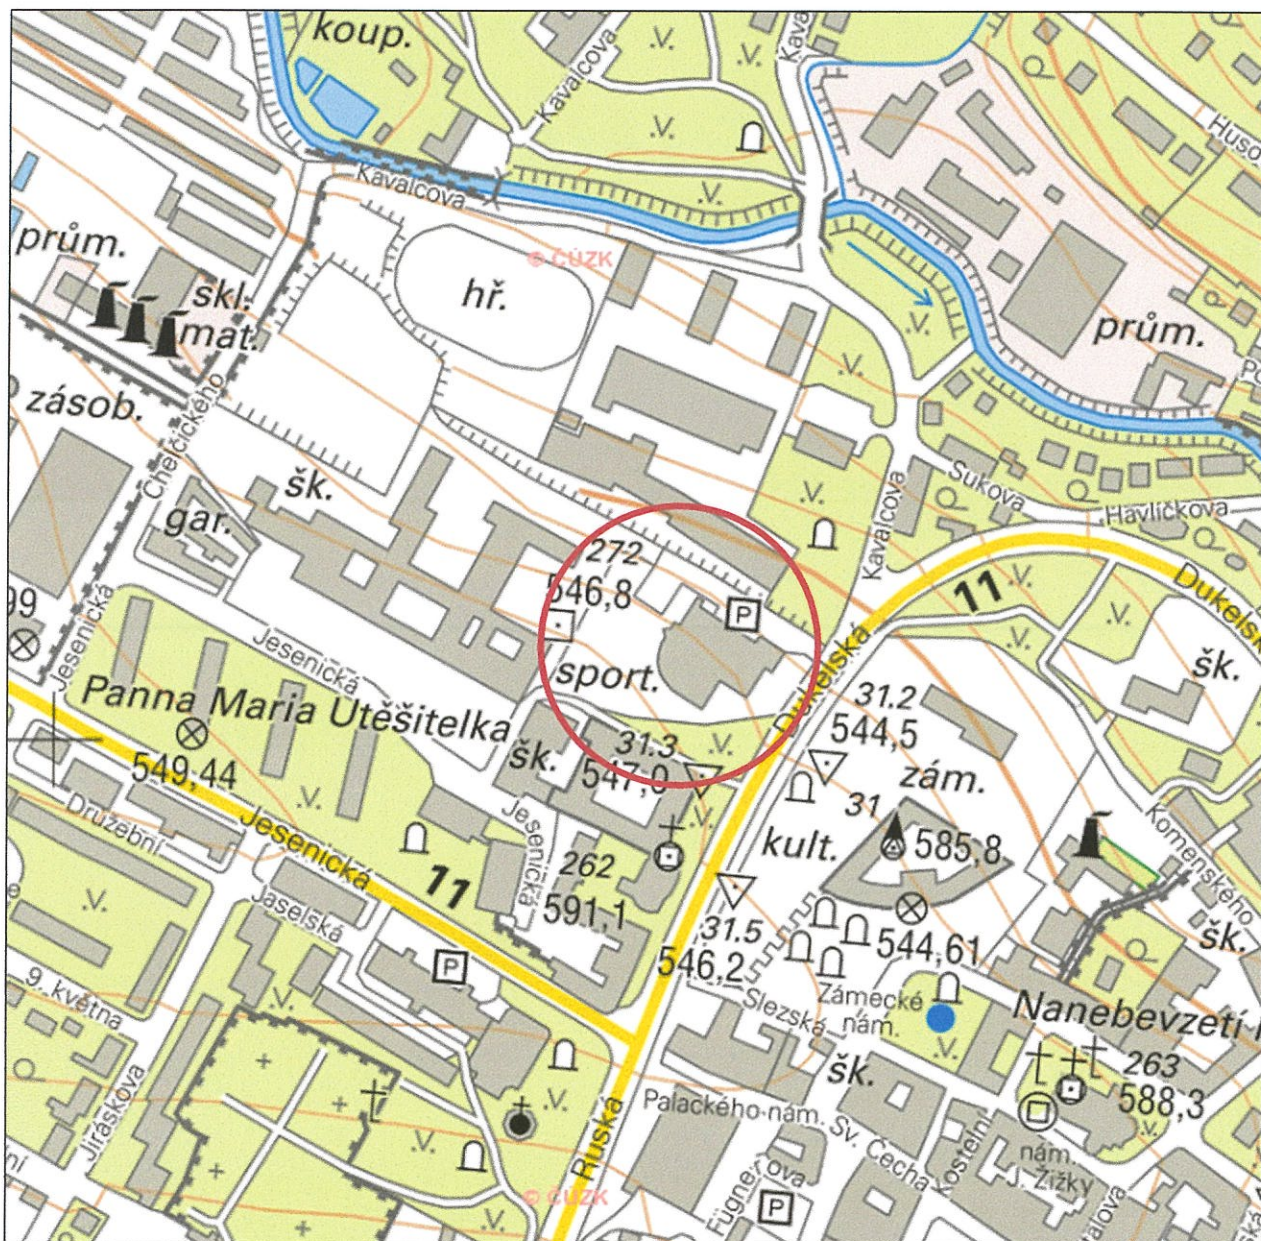 koup.
Kavalcova
Kava
Huso
Kavalcova
© ČÚZK
prům.
skl.
mat.
hř.
prům.
zásob.
Chelčického
šk.
gar.
Sukova
Havlíčkova
Kavalcova
272
546,8
P
11
Dukelská
Dukelsk
99
Jesenická
Jesenická
sport.
šk.
Panna Maria Utěšitelka
31.2
544,5
31.3
547,0
šk.
549,44
zám.
Družební
Jesenická
Jesenická
31
kult.
585,8
Komenského
11
262
591,1
Jaselská
31.5
546,2
544,61
šk.
P
9. května
Slezská
Zámecké
nám.
Nanebevzetí
263
588,3
šk.
Jiráskova
Ruská
Palackého nám.
Sv. Čecha
Kostelní
nám.
J. Žižky
© ČÚZK
Fügnerova
P